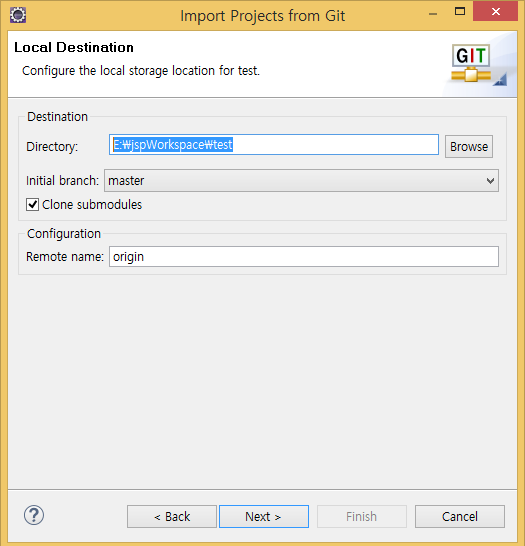 Import Projects from Git
Local Destination
Configure the local storage location for test.
GIT
Destination
Directory: E:₩jspWorkspace₩test Browse
Initial branch: master
Clone submodules
Configuration
Remote name: origin
? < Back Next > Finish Cancel